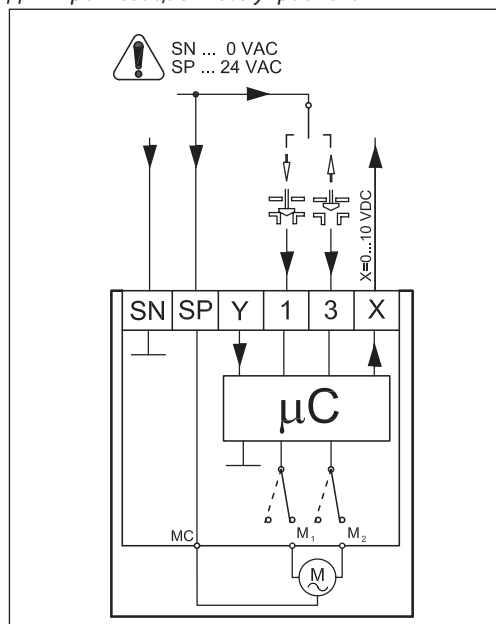 SN ... 0 VAC
SP ... 24 VAC
X=0...10 VDC
SN SP Y 1 3 X
µC
MC M₁ M₂
M